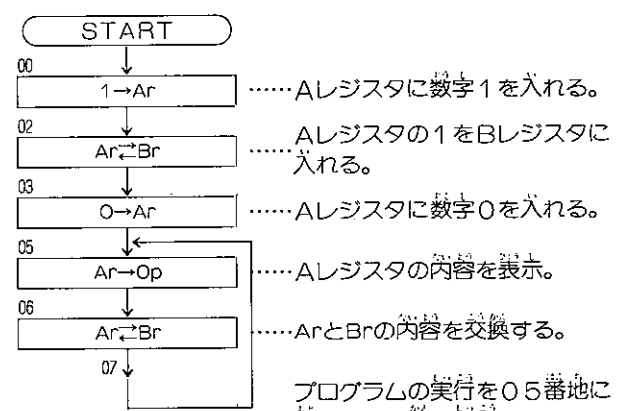 START
00
1→Ar ……Aレジスタに数字1を入れる。
02
Ar⇄Br ……Aレジスタの1をBレジスタに
入れる。
03
0→Ar ……Aレジスタに数字0を入れる。
05
Ar→Op ……Aレジスタの内容を表示。
06
Ar⇄Br ……ArとBrの内容を交換する。
07
プログラムの実行を05番地に